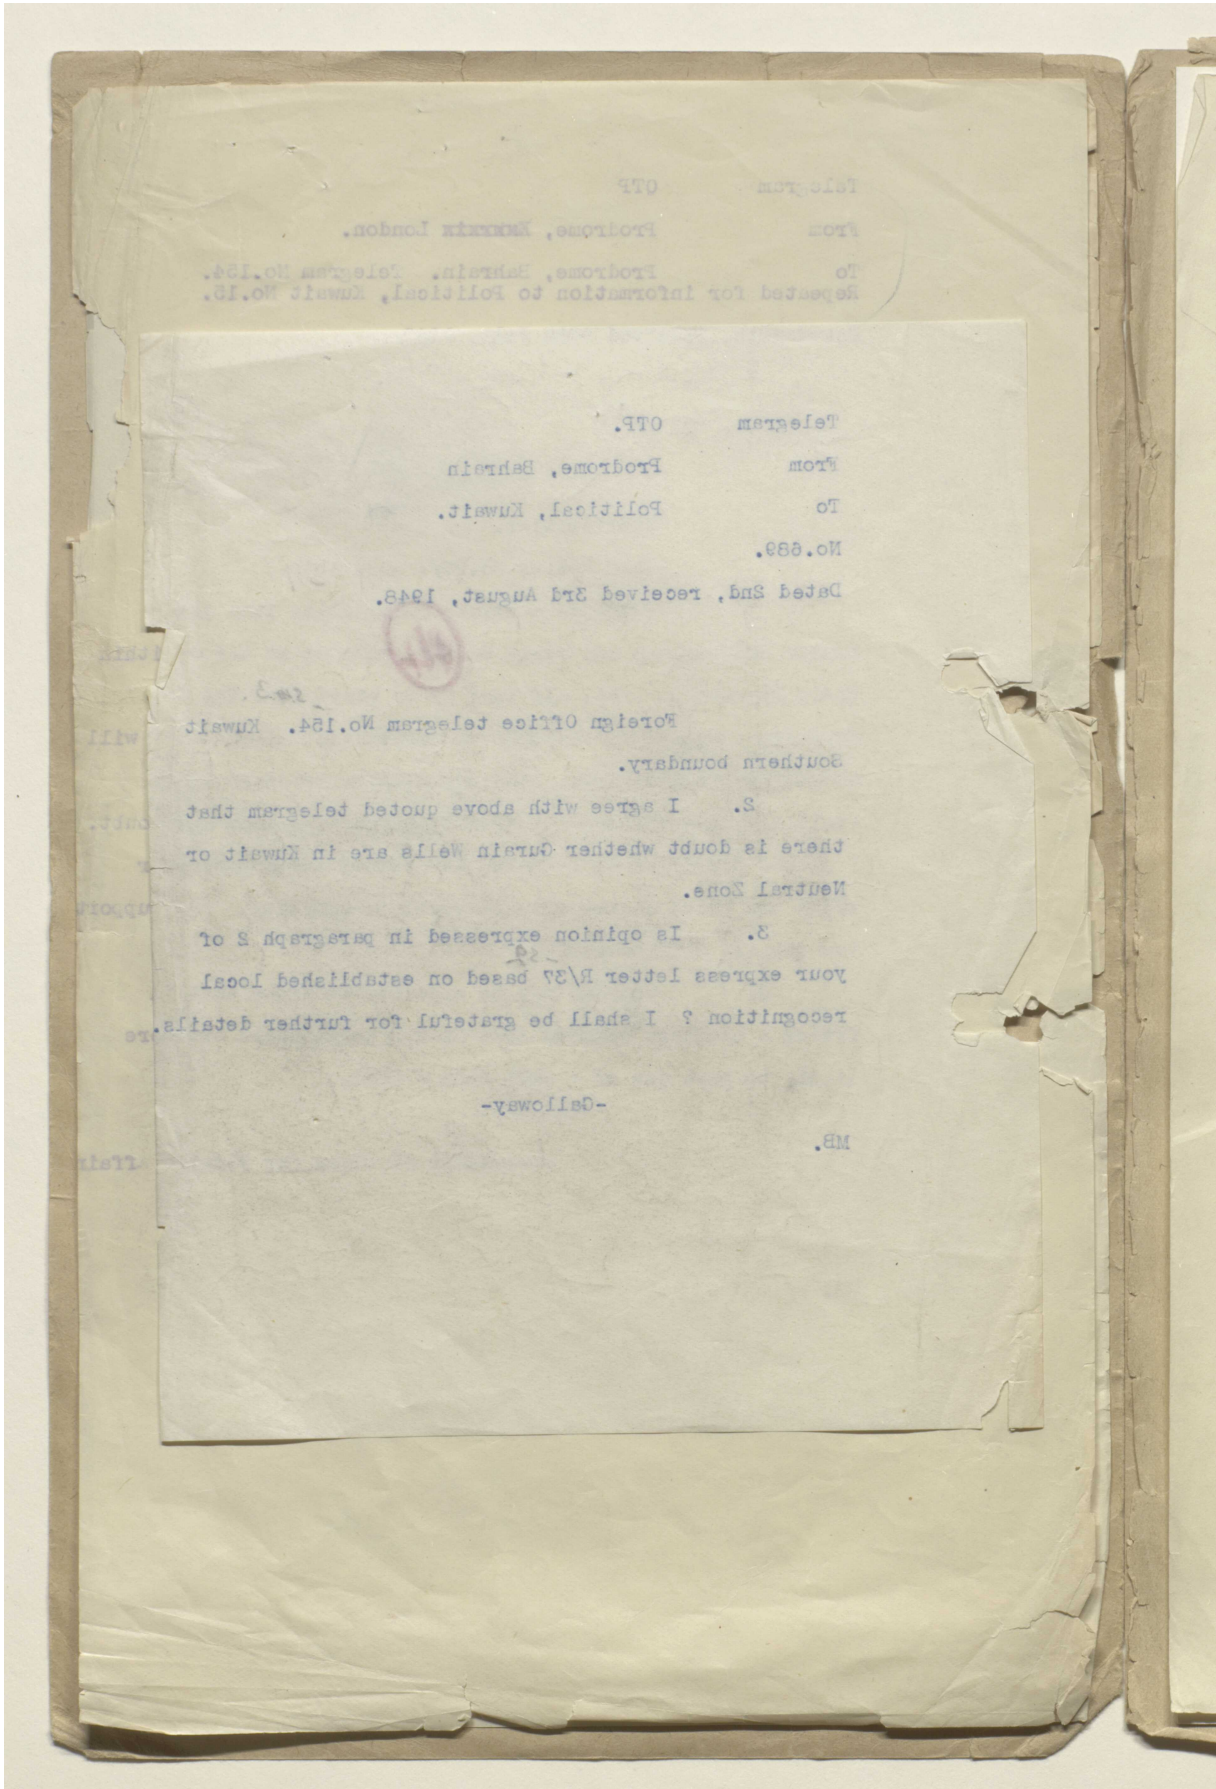 Telegram OTP
From Prodrome, London.
To Prodrome, Bahrain. Telegram No.154.
Repeated for information to Political, Kuwait No.15.
Telegram OTP.
From Prodrome, Bahrain
To Political, Kuwait.
No.689.
Dated 2nd, received 3rd August, 1948.
Foreign Office telegram No.154. Kuwait
Southern boundary.
2. I agree with above quoted telegram that
there is doubt whether Gurain Wells are in Kuwait or
Neutral Zone.
3. Is opinion expressed in paragraph 2 of
your express letter R/37 based on established local
recognition ? I shall be grateful for further details.
-Galloway-
MB.
will